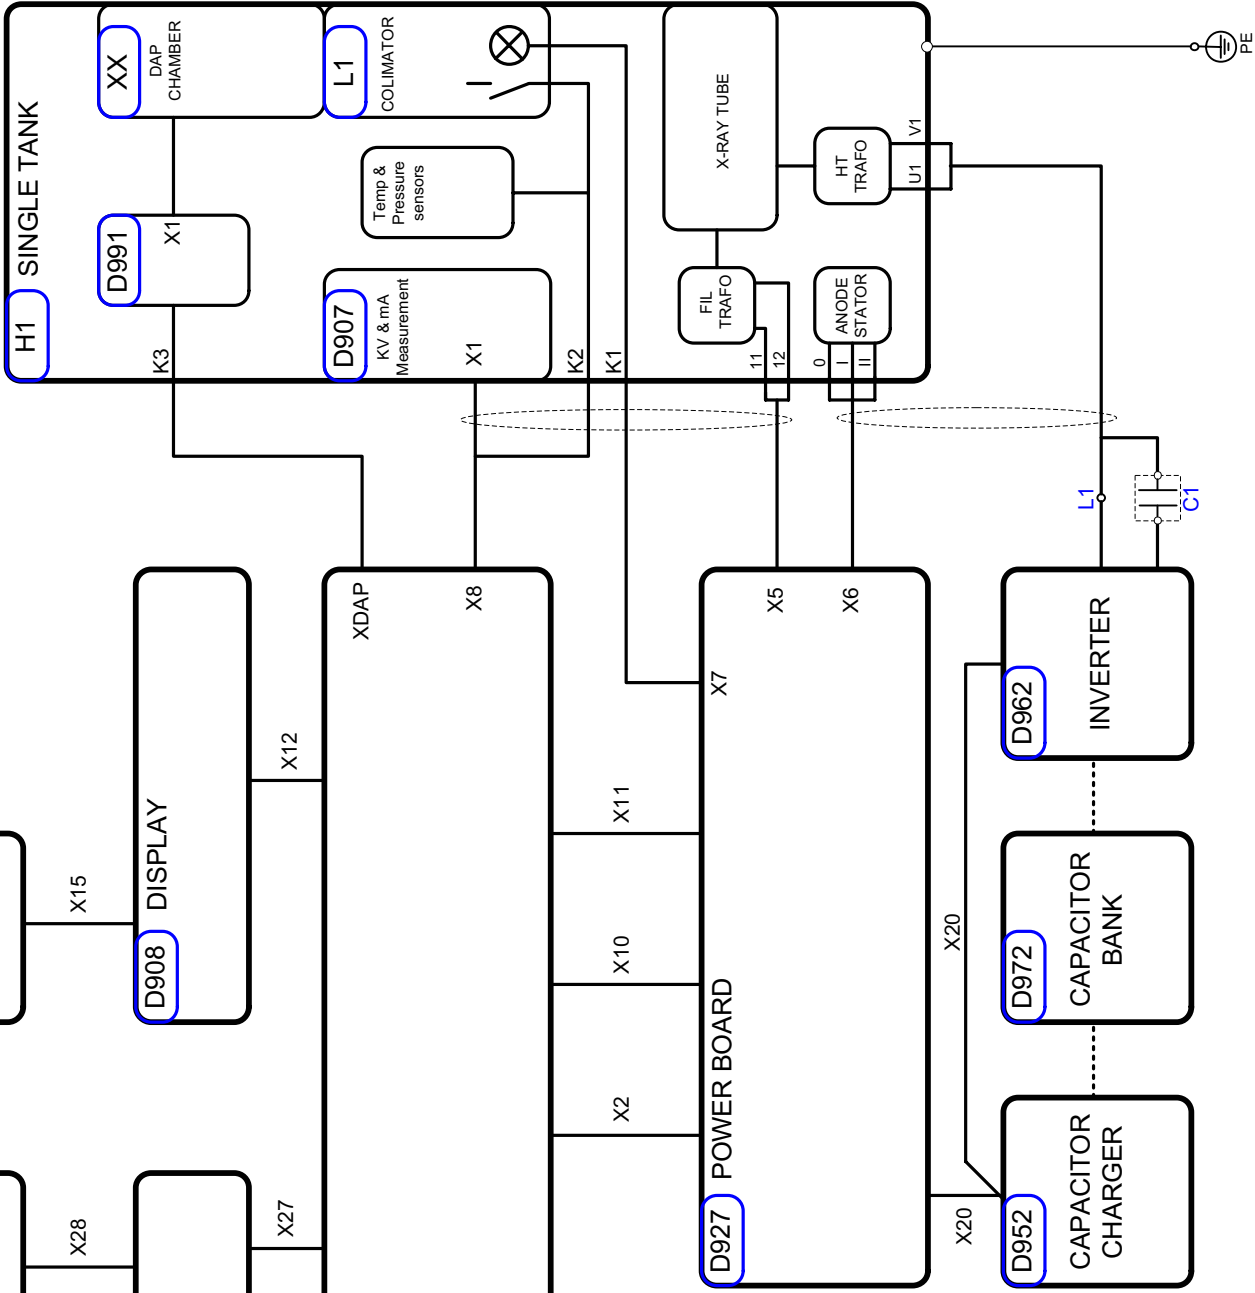 H1
SINGLE TANK
XX
DAP
CHAMBER
L1
COLIMATOR
D991
X1
K3
Temp &
Pressure
sensors
D907
KV & mA
Measurement
X1
K2
K1
X-RAY TUBE
FIL
TRAFO
11
12
HT
TRAFO
U1
V1
ANODE
STATOR
0
I
II
PE
L1
C1
XDAP
X8
X5
X6
X7
X12
X15
D908
DISPLAY
X11
X10
X2
X28
X27
D927
POWER BOARD
X20
X20
D962
INVERTER
D972
CAPACITOR
BANK
D952
CAPACITOR
CHARGER